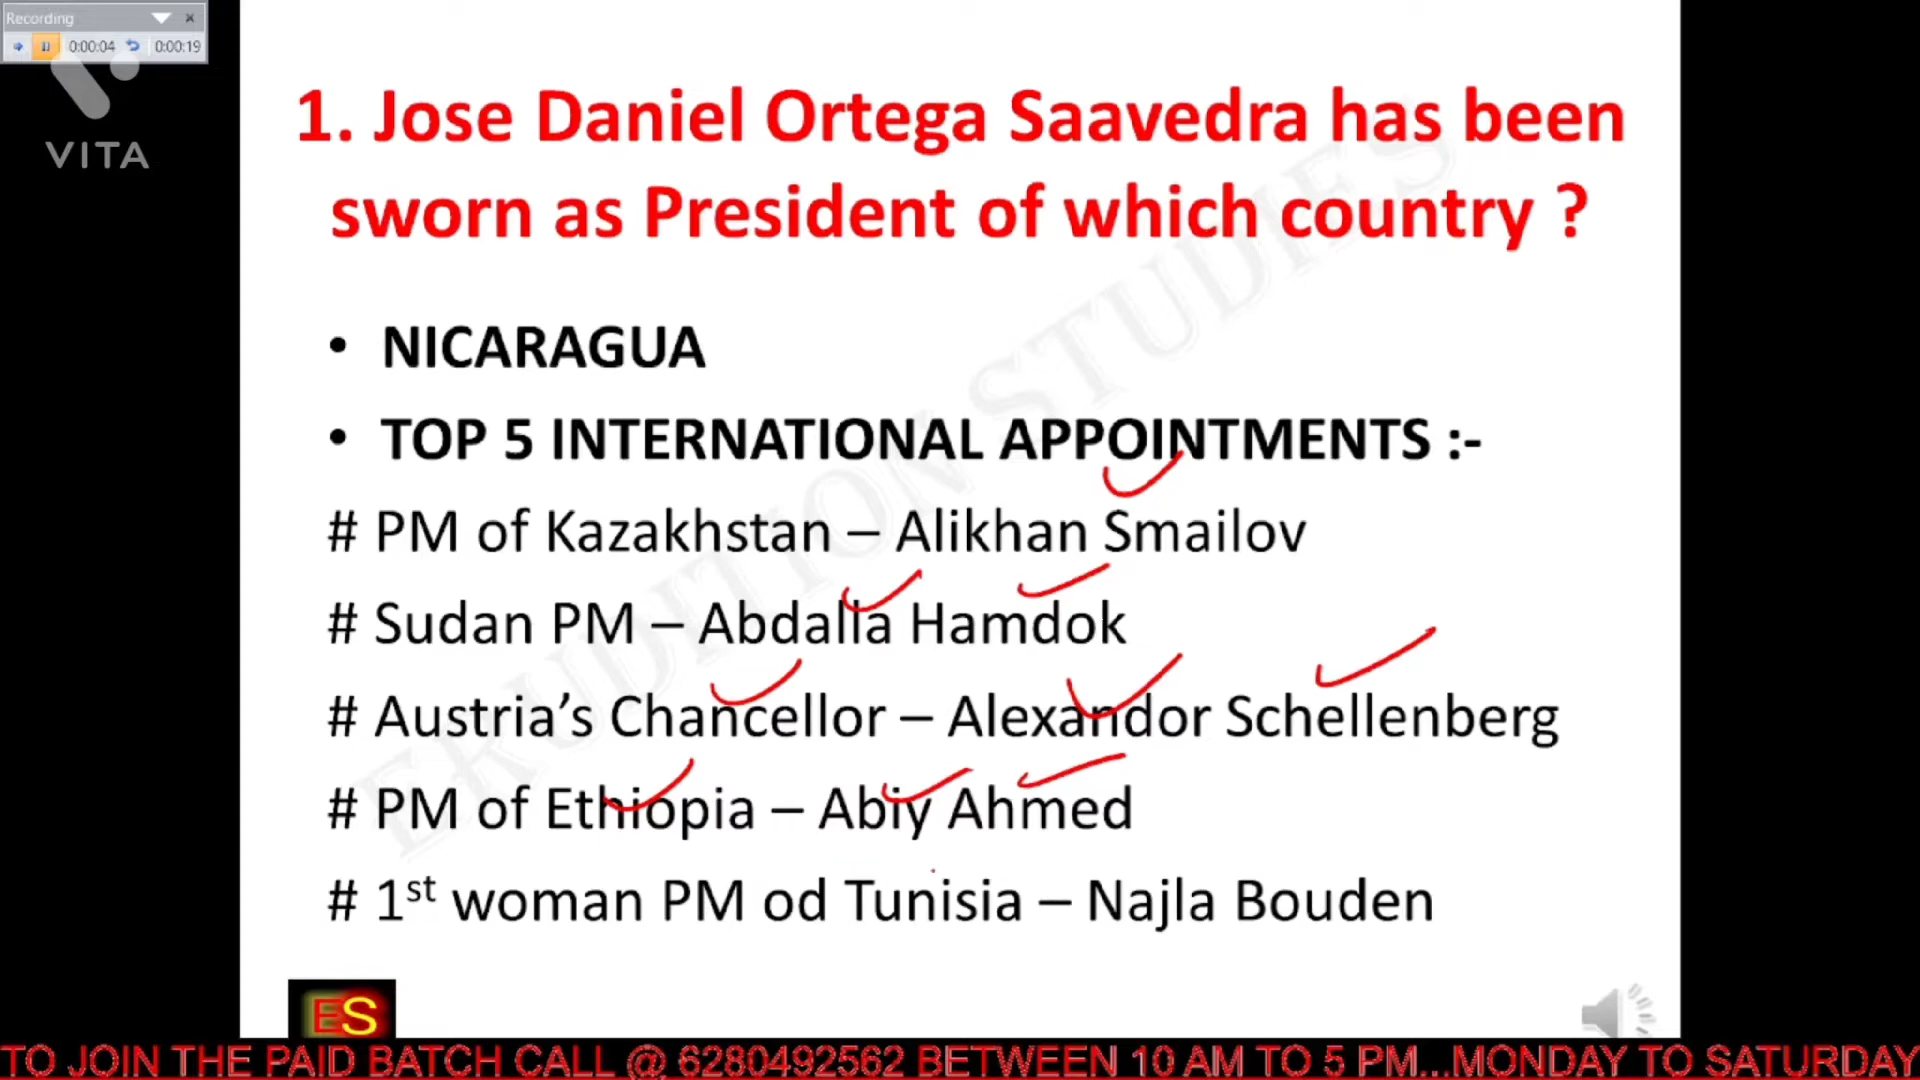 Recording
0:00:04 0:00:19
VITA
1. Jose Daniel Ortega Saavedra has been
sworn as President of which country ?
• NICARAGUA
• TOP 5 INTERNATIONAL APPOINTMENTS :-
# PM of Kazakhstan – Alikhan Smailov
# Sudan PM – Abdalla Hamdok
# Austria’s Chancellor – Alexandor Schellenberg
# PM of Ethiopia – Abiy Ahmed
# 1st woman PM od Tunisia – Najla Bouden
ERUDITION STUDIES
ES
TO JOIN THE PAID BATCH CALL @ 6280492562 BETWEEN 10 AM TO 5 PM...MONDAY TO SATURDAY